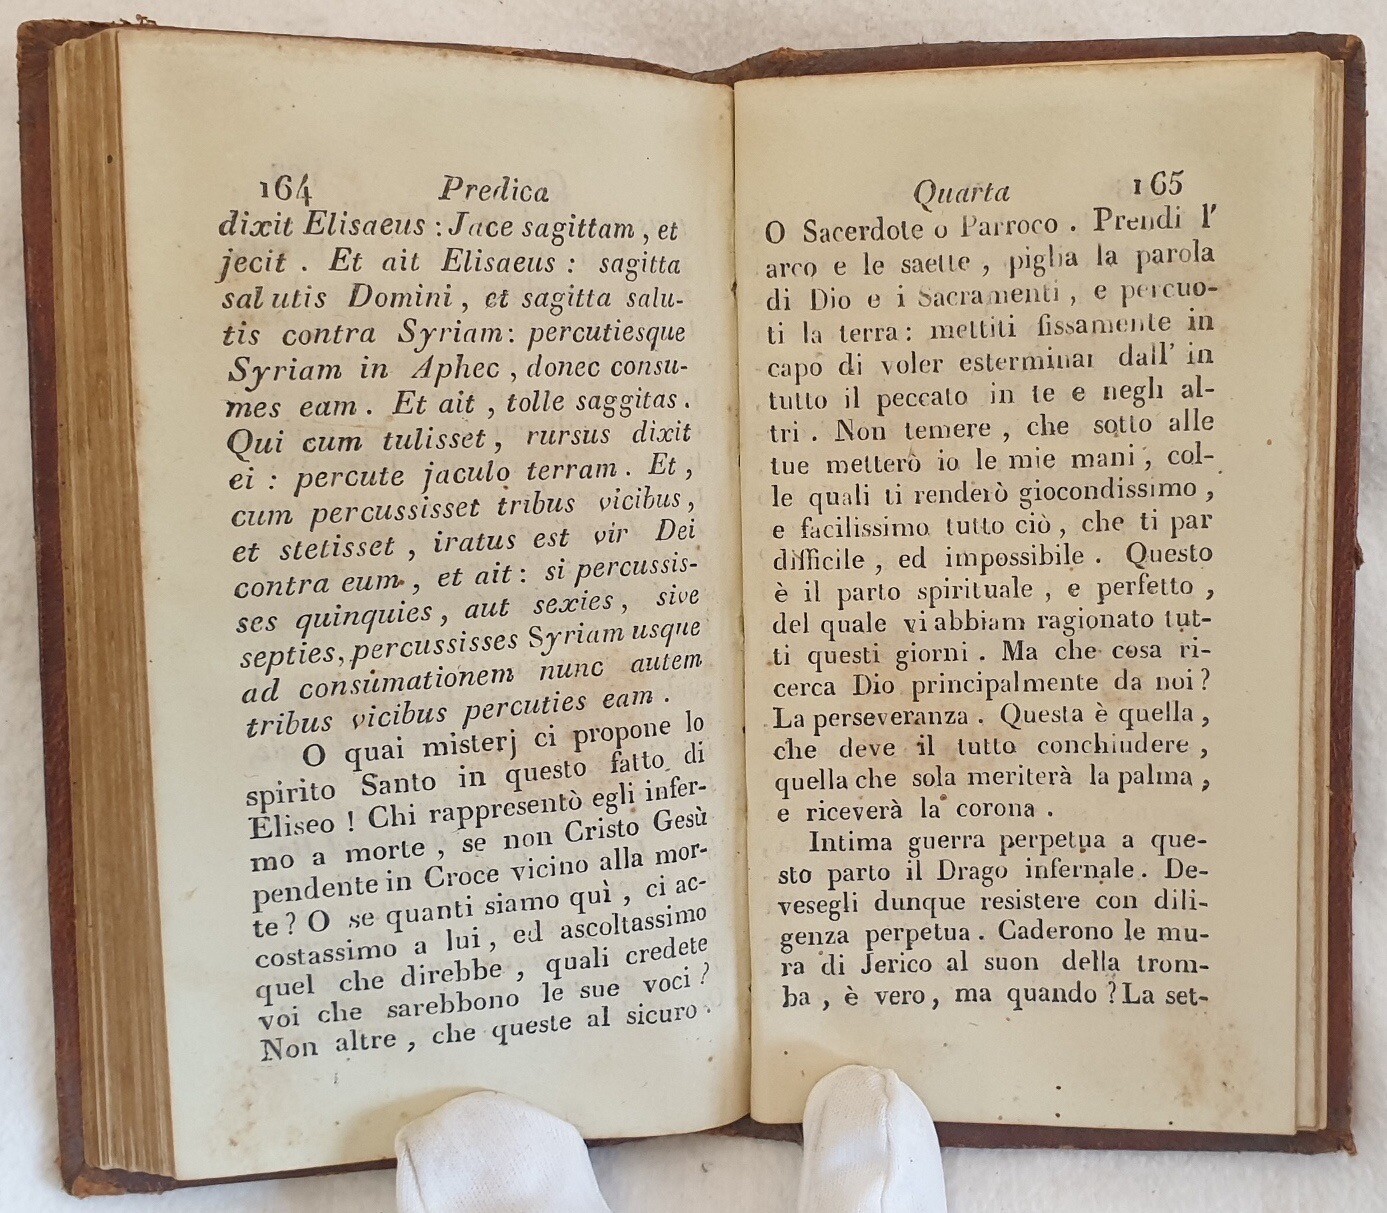 164 Predica
dixit Elisaeus : Jace sagittam , et
jecit . Et ait Elisaeus : sagitta
salutis Domini , et sagitta salu-
tis contra Syriam : percutiesque
Syriam in Aphec , donec consu-
mes eam . Et ait , tolle saggitas .
Qui cum tulisset , rursus dixit
ei : percute jaculo terram . Et ,
cum percussisset tribus vicibus ,
et stetisset , iratus est vir Dei
contra eum , et ait : si percussis-
ses quinquies , aut sexies , sive
septies, percussisses Syriam usque
ad consumationem nunc autem
tribus vicibus percuties eam .
O quai misterj ci propone lo
spirito Santo in questo fatto di
Eliseo ! Chi rappresentò egli infer-
mo a morte , se non Cristo Gesù
pendente in Croce vicino alla mor-
te ? O se quanti siamo quì , ci ac-
costassimo a lui , ed ascoltassimo
quel che direbbe , quali credete
voi che sarebbono le sue voci ?
Non altre , che queste al sicuro .
Quarta 165
O Sacerdote o Parroco . Prendi l'
arco e le saette , piglia la parola
di Dio e i Sacramenti , e percuo-
ti la terra : mettiti fissamente in
capo di voler esterminar dall' in
tutto il peccato in te e negli al-
tri . Non temere , che sotto alle
tue metterò io le mie mani , col-
le quali ti renderò giocondissimo ,
e facilissimo tutto ciò , che ti par
difficile , ed impossibile . Questo
è il parto spirituale , e perfetto ,
del quale vi abbiam ragionato tut-
ti questi giorni . Ma che cosa ri-
cerca Dio principalmente da noi ?
La perseveranza . Questa è quella ,
che deve il tutto conchiudere ,
quella che sola meriterà la palma ,
e riceverà la corona .
Intima guerra perpetua a que-
sto parto il Drago infernale . De-
vesegli dunque resistere con dili-
genza perpetua . Caderono le mu-
ra di Jerico al suon della trom-
ba , è vero , ma quando ? La set-